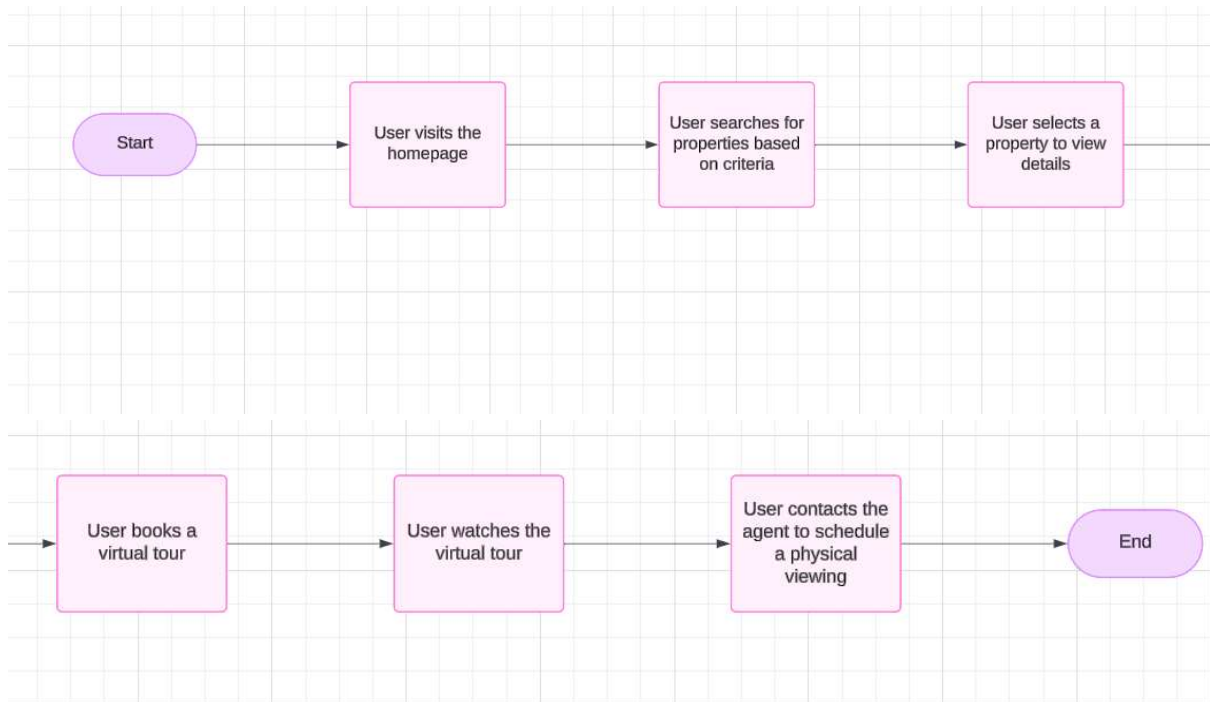 Start
User visits the
homepage
User searches for
properties based
on criteria
User selects a
property to view
details
User books a
virtual tour
User watches the
virtual tour
User contacts the
agent to schedule
a physical
viewing
End